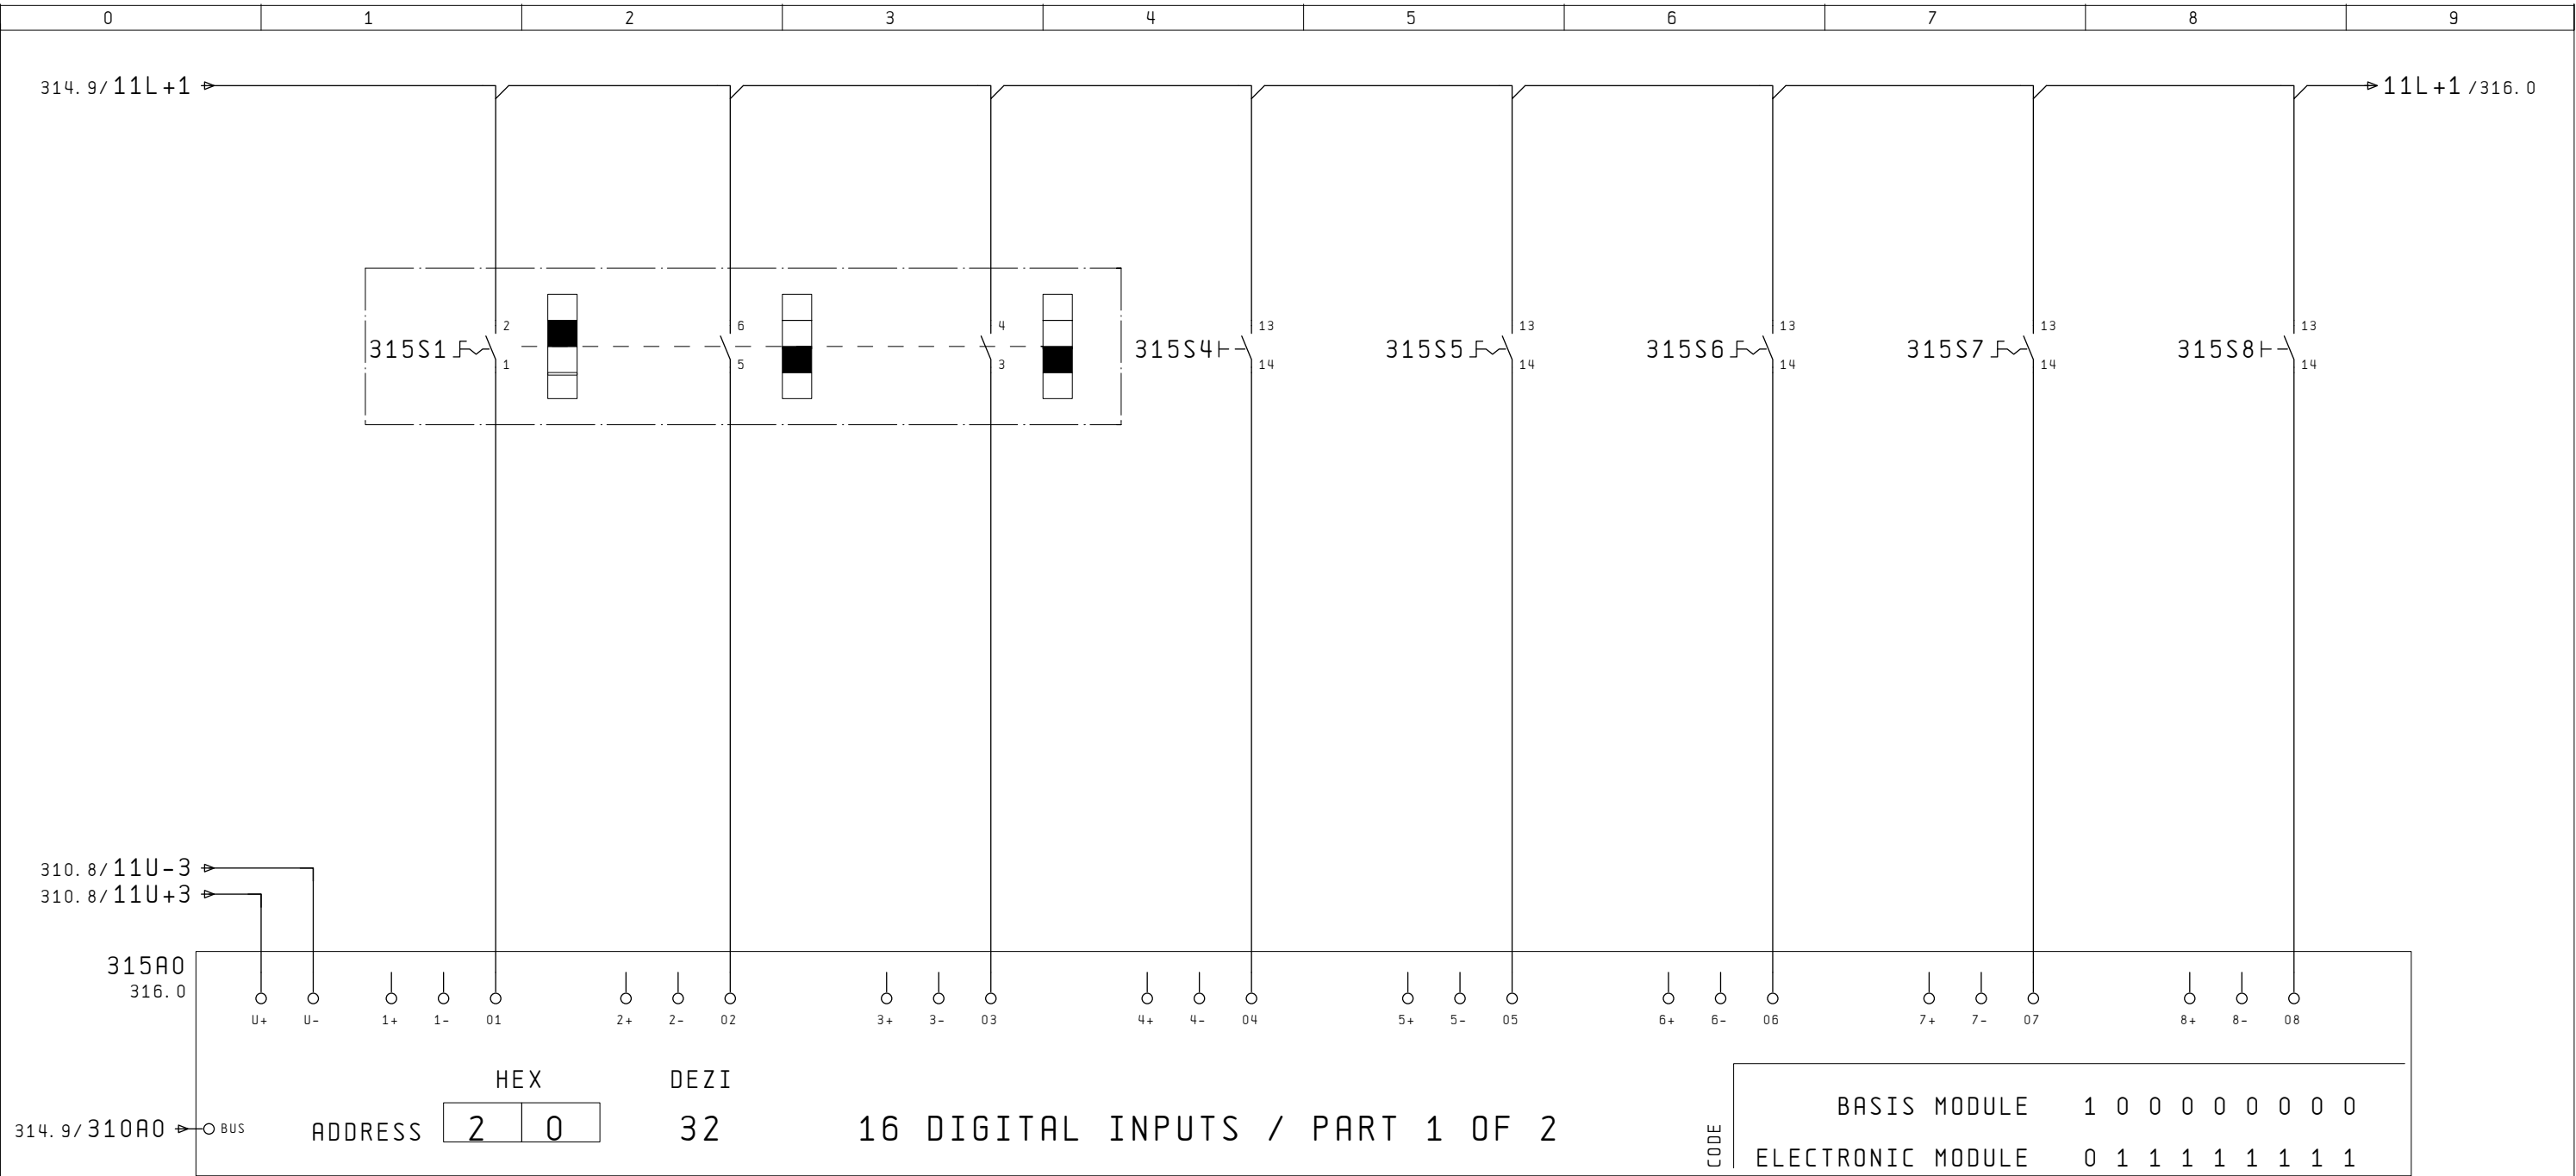 0 1 2 3 4 5 6 7 8 9
314.9/11L+1 11L+1/316.0
2 6 4 13 13 13 13 13
315S1 315S4 315S5 315S6 315S7 315S8
1 5 3 14 14 14 14 14
310.8/11U-3
310.8/11U+3
315A0
316.0
U+ U- 1+ 1- 01 2+ 2- 02 3+ 3- 03 4+ 4- 04 5+ 5- 05 6+ 6- 06 7+ 7- 07 8+ 8- 08
HEX DEZI
314.9/310A0 BUS ADDRESS 2 0 32 16 DIGITAL INPUTS / PART 1 OF 2
CODE
BASIS MODULE 1 0 0 0 0 0 0 0 0
ELECTRONIC MODULE 0 1 1 1 1 1 1 1 1